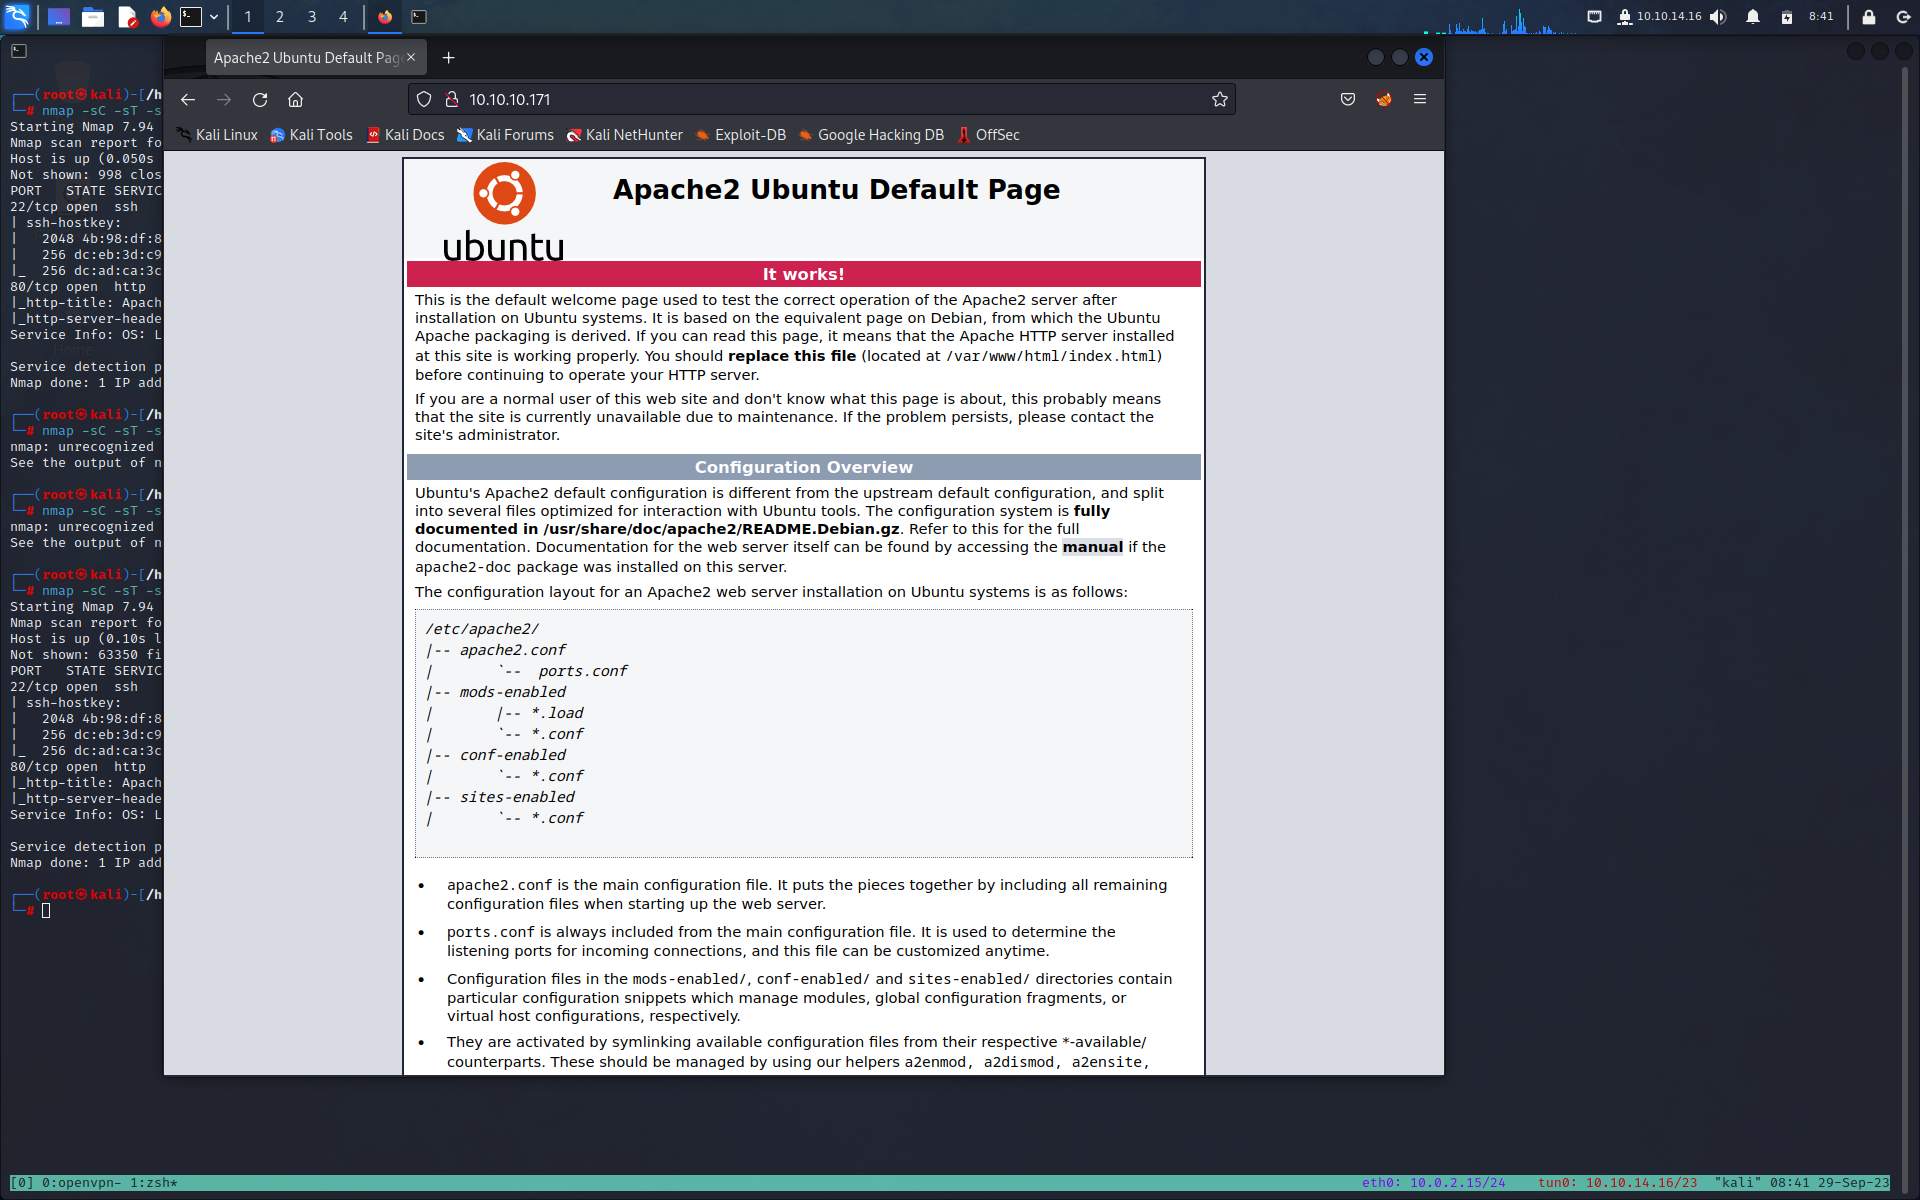 1 2 3 4
10.10.14.16
8:41
Apache2 Ubuntu Default Pag
10.10.10.171
Kali Linux Kali Tools Kali Docs Kali Forums Kali NetHunter Exploit-DB Google Hacking DB OffSec
┌──(root㉿kali)-[/h
└─# nmap -sC -sT -s
Starting Nmap 7.94
Nmap scan report fo
Host is up (0.050s
Not shown: 998 clos
PORT   STATE SERVIC
22/tcp open  ssh
| ssh-hostkey:
|   2048 4b:98:df:8
|   256 dc:eb:3d:c9
|_  256 dc:ad:ca:3c
80/tcp open  http
|_http-title: Apach
|_http-server-heade
Service Info: OS: L
Home
Service detection p
Nmap done: 1 IP add
┌──(root㉿kali)-[/h
└─# nmap -sC -sT -s
nmap: unrecognized
See the output of n
┌──(root㉿kali)-[/h
└─# nmap -sC -sT -s
nmap: unrecognized
See the output of n
┌──(root㉿kali)-[/h
└─# nmap -sC -sT -s
Starting Nmap 7.94
Nmap scan report fo
Host is up (0.10s l
Not shown: 63350 fi
PORT   STATE SERVIC
22/tcp open  ssh
| ssh-hostkey:
|   2048 4b:98:df:8
|   256 dc:eb:3d:c9
|_  256 dc:ad:ca:3c
80/tcp open  http
|_http-title: Apach
|_http-server-heade
Service Info: OS: L
Service detection p
Nmap done: 1 IP add
┌──(root㉿kali)-[/h
└─#
ubuntu
Apache2 Ubuntu Default Page
It works!
This is the default welcome page used to test the correct operation of the Apache2 server after
installation on Ubuntu systems. It is based on the equivalent page on Debian, from which the Ubuntu
Apache packaging is derived. If you can read this page, it means that the Apache HTTP server installed
at this site is working properly. You should replace this file (located at /var/www/html/index.html)
before continuing to operate your HTTP server.
If you are a normal user of this web site and don't know what this page is about, this probably means
that the site is currently unavailable due to maintenance. If the problem persists, please contact the
site's administrator.
Configuration Overview
Ubuntu's Apache2 default configuration is different from the upstream default configuration, and split
into several files optimized for interaction with Ubuntu tools. The configuration system is fully
documented in /usr/share/doc/apache2/README.Debian.gz. Refer to this for the full
documentation. Documentation for the web server itself can be found by accessing the manual if the
apache2-doc package was installed on this server.
The configuration layout for an Apache2 web server installation on Ubuntu systems is as follows:
/etc/apache2/
|-- apache2.conf
|       `--  ports.conf
|-- mods-enabled
|       |-- *.load
|       `-- *.conf
|-- conf-enabled
|       `-- *.conf
|-- sites-enabled
|       `-- *.conf
• apache2.conf is the main configuration file. It puts the pieces together by including all remaining
configuration files when starting up the web server.
• ports.conf is always included from the main configuration file. It is used to determine the
listening ports for incoming connections, and this file can be customized anytime.
• Configuration files in the mods-enabled/, conf-enabled/ and sites-enabled/ directories contain
particular configuration snippets which manage modules, global configuration fragments, or
virtual host configurations, respectively.
• They are activated by symlinking available configuration files from their respective *-available/
counterparts. These should be managed by using our helpers a2enmod, a2dismod, a2ensite,
[0] 0:openvpn- 1:zsh*
eth0: 10.0.2.15/24 tun0: 10.10.14.16/23 "kali" 08:41 29-Sep-23